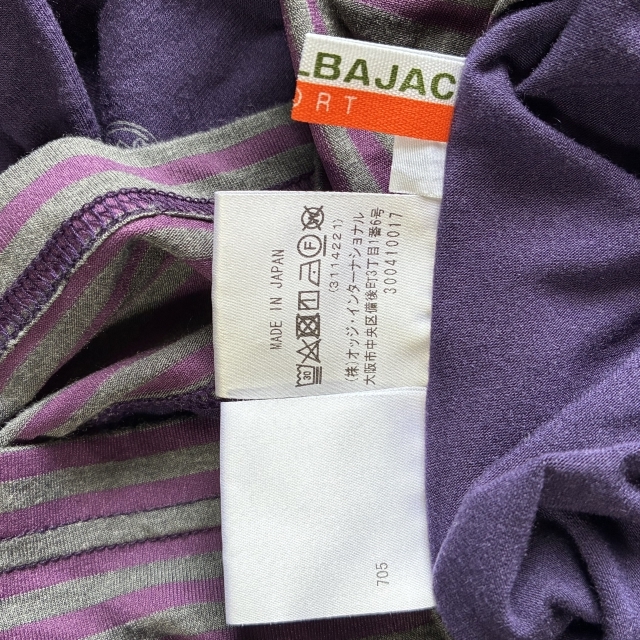 LBAJAC
ORT
MADE IN JAPAN
30
F
(3114221)
(株)オッジ・インターナショナル
大阪市中央区備後町3丁目1番6号
300410017
705